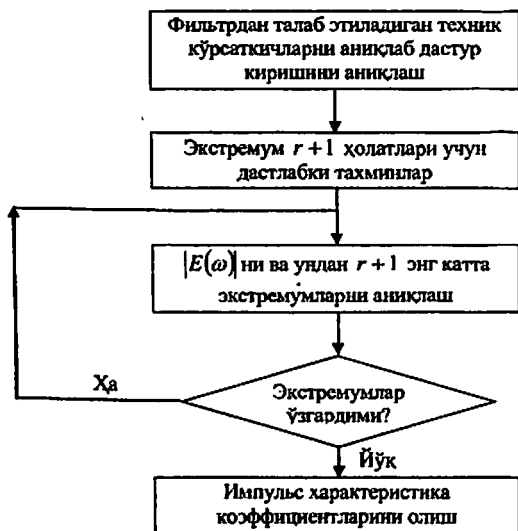 Фильтрдан талаб этиладиган техник
кўрсаткичларни аниқлаб дастур
киришини аниқлаш
Экстремум r + 1 ҳолатлари учун
дастлабки тахминлар
|E(ω)| ни ва ундан r + 1 энг катта
экстремумларни аниқлаш
Ҳа
Экстремумлар
ўзгардими?
Йўқ
Импульс характеристика
коэффициентларини олиш